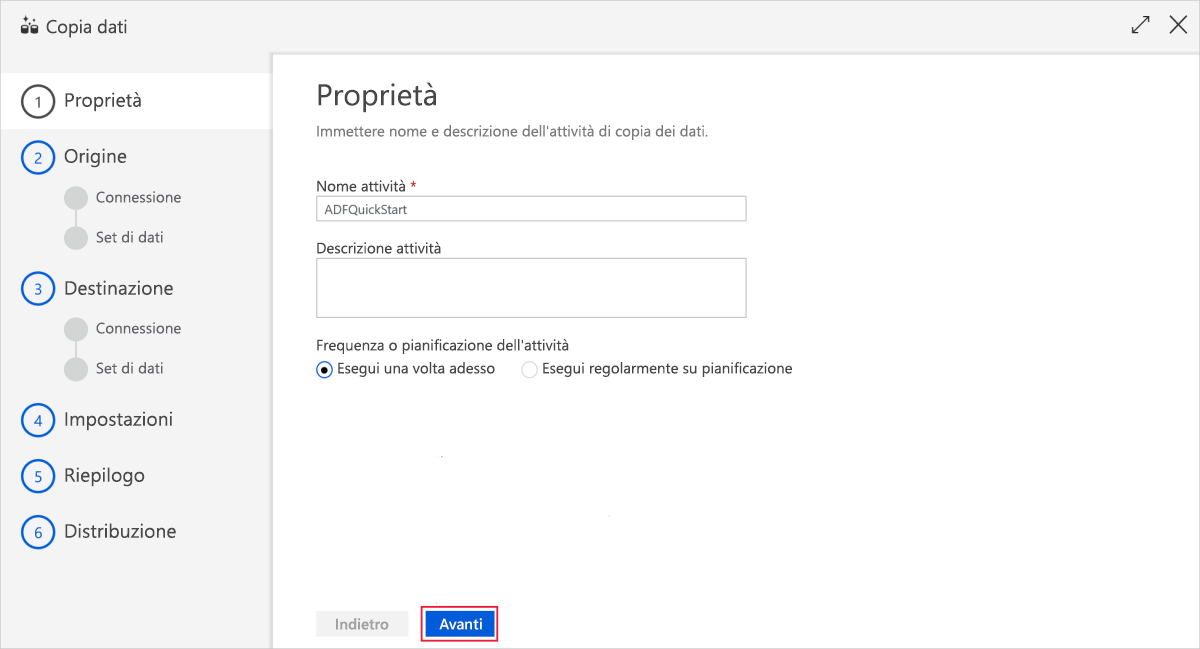 Copia dati
1 Proprietà
2 Origine
Connessione
Set di dati
3 Destinazione
Connessione
Set di dati
4 Impostazioni
5 Riepilogo
6 Distribuzione
Proprietà
Immettere nome e descrizione dell'attività di copia dei dati.
Nome attività *
ADFQuickStart
Descrizione attività
Frequenza o pianificazione dell'attività
Esegui una volta adesso Esegui regolarmente su pianificazione
Indietro Avanti